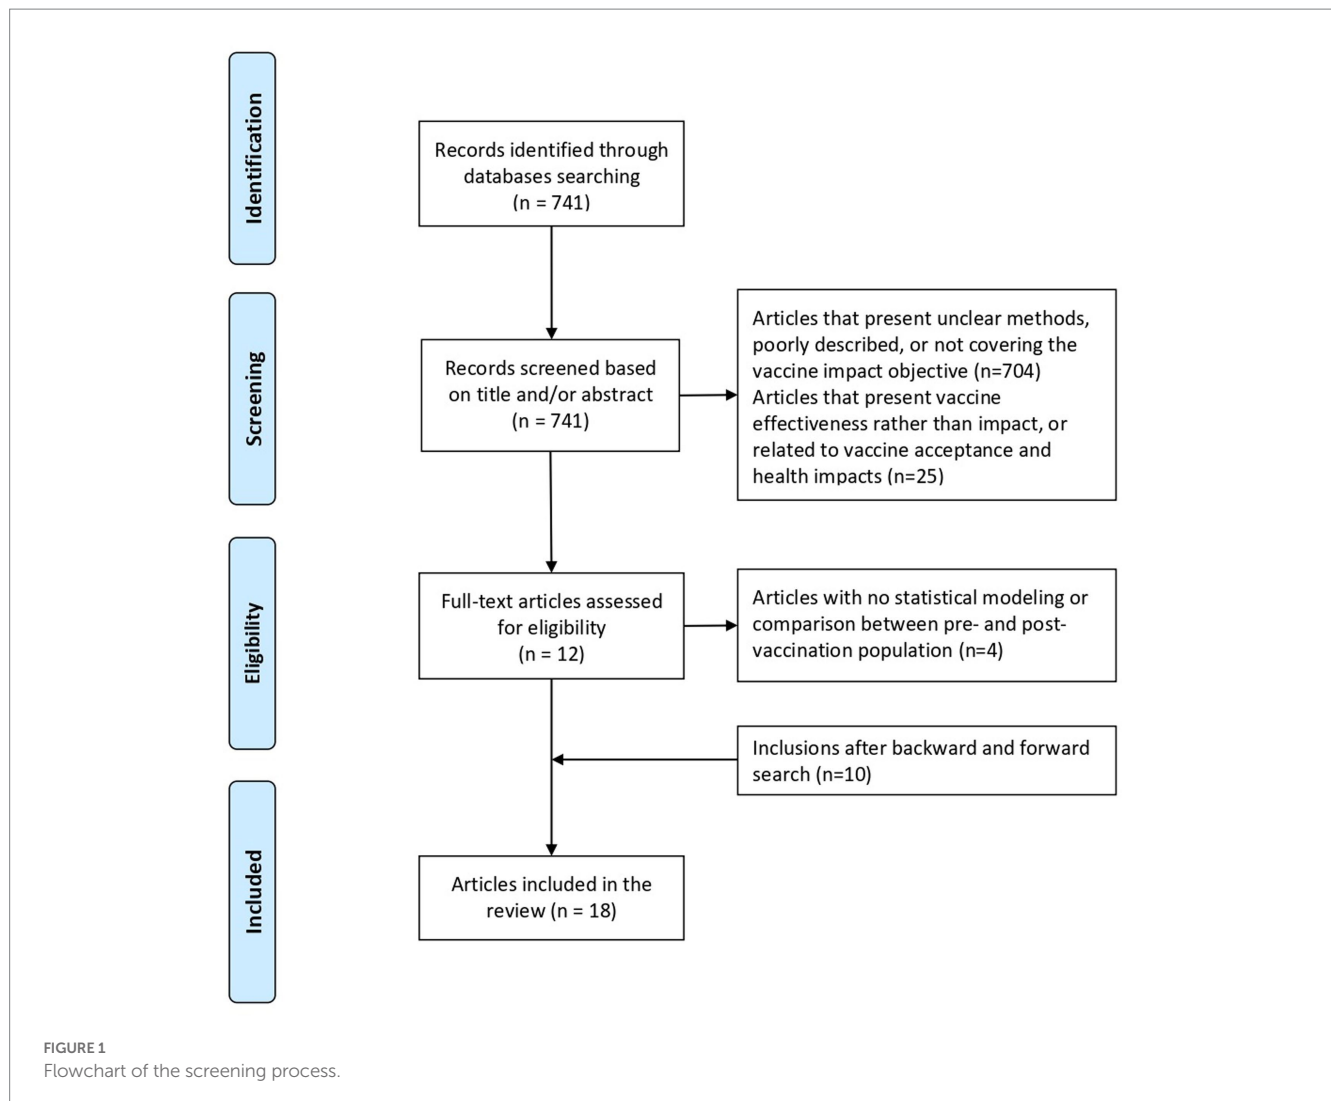 Identification
Records identified through
databases searching
(n = 741)
Screening
Records screened based
on title and/or abstract
(n = 741)
Articles that present unclear methods,
poorly described, or not covering the
vaccine impact objective (n=704)
Articles that present vaccine
effectiveness rather than impact, or
related to vaccine acceptance and
health impacts (n=25)
Eligibility
Full-text articles assessed
for eligibility
(n = 12)
Articles with no statistical modeling or
comparison between pre- and post-
vaccination population (n=4)
Inclusions after backward and forward
search (n=10)
Included
Articles included in the
review (n = 18)
FIGURE 1
Flowchart of the screening process.